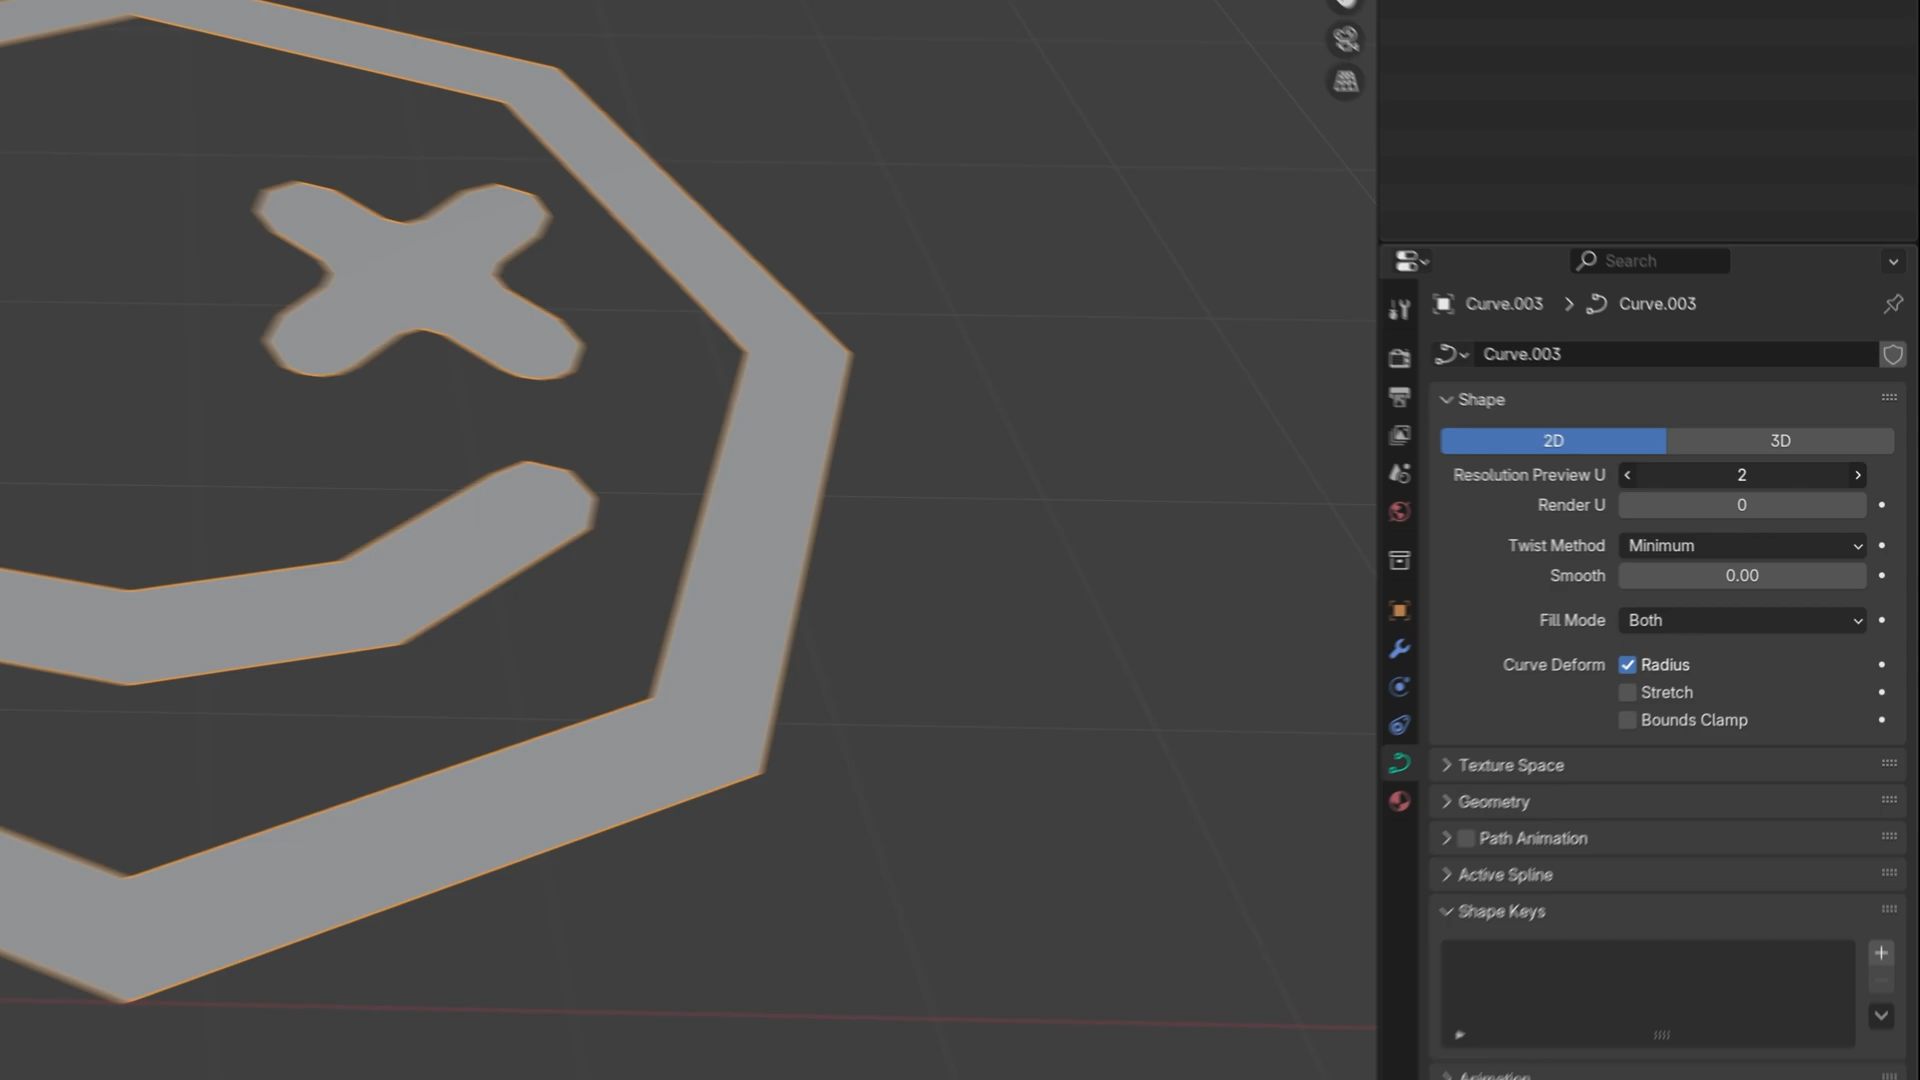 Search
Curve.003 Curve.003
Curve.003
Shape
2D 3D
Resolution Preview U 2
Render U 0
Twist Method Minimum
Smooth 0.00
Fill Mode Both
Curve Deform Radius
Stretch
Bounds Clamp
Texture Space
Geometry
Path Animation
Active Spline
Shape Keys
Animation